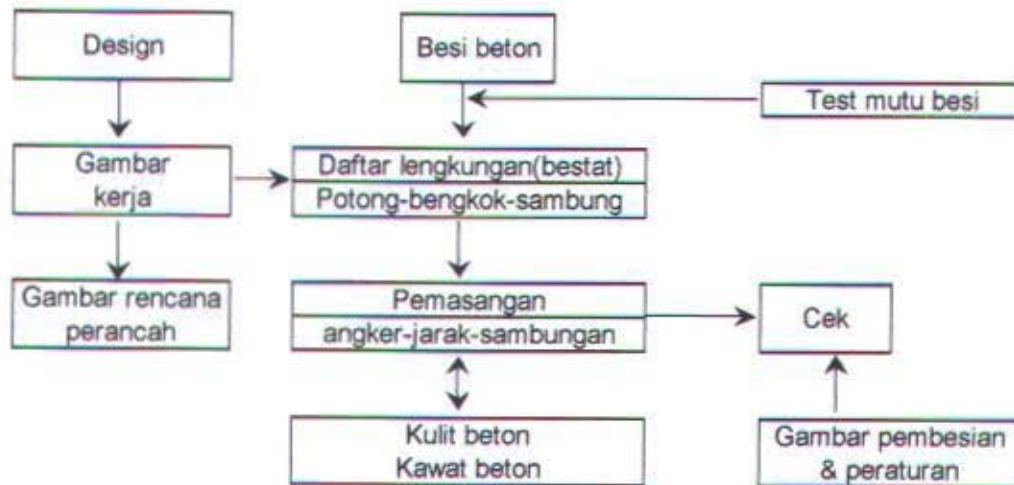 Design
Besi beton
Test mutu besi
Gambar
kerja
Daftar lengkungan(bestat)
Potong-bengkok-sambung
Gambar rencana
perancah
Pemasangan
angker-jarak-sambungan
Cek
Kulit beton
Kawat beton
Gambar pembesian
& peraturan